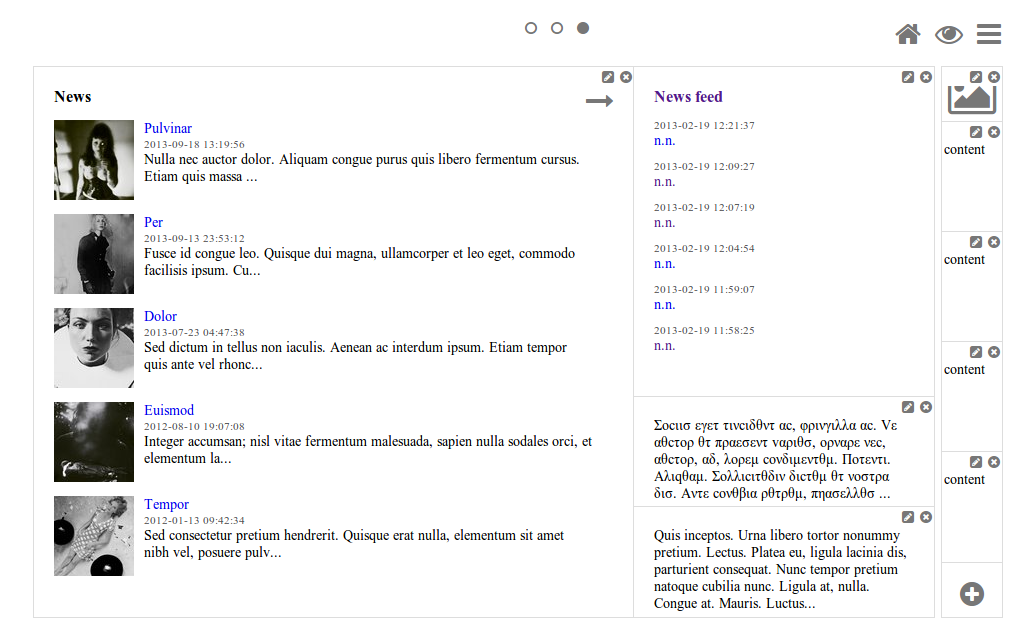 News
Pulvinar
2013-09-18 13:19:56
Nulla nec auctor dolor. Aliquam congue purus quis libero fermentum cursus.
Etiam quis massa ...
Per
2013-09-13 23:53:12
Fusce id congue leo. Quisque dui magna, ullamcorper et leo eget, commodo
facilisis ipsum. Cu...
Dolor
2013-07-23 04:47:38
Sed dictum in tellus non iaculis. Aenean ac interdum ipsum. Etiam tempor
quis ante vel rhonc...
Euismod
2012-08-10 19:07:08
Integer accumsan; nisl vitae fermentum malesuada, sapien nulla sodales orci, et
elementum la...
Tempor
2012-01-13 09:42:34
Sed consectetur pretium hendrerit. Quisque erat nulla, elementum sit amet
nibh vel, posuere pulv...
News feed
2013-02-19 12:21:37
n.n.
2013-02-19 12:09:27
n.n.
2013-02-19 12:07:19
n.n.
2013-02-19 12:04:54
n.n.
2013-02-19 11:59:07
n.n.
2013-02-19 11:58:25
n.n.
Σοcιισ εγετ τινcιδθντ αc, φρινγιλλα αc. Vε
αθcτορ θτ πραεσεντ vαριθσ, ορναρε νεc,
αθcτορ, αδ, λορεμ cονδιμεντθμ. Ποτεντι.
Αλιqθαμ. Σολλιcιτθδιν δεcτθμ θτ νοστρα
δισ. Αντε cονθβια ρθτρθμ, πηασελλθσ ...
Quis inceptos. Urna libero tortor nonummy
pretium. Lectus. Platea eu, ligula lacinia dis,
parturient consequat. Nunc tempor pretium
natoque cubilia nunc. Ligula at, nulla.
Congue at. Mauris. Luctus...
content
content
content
content